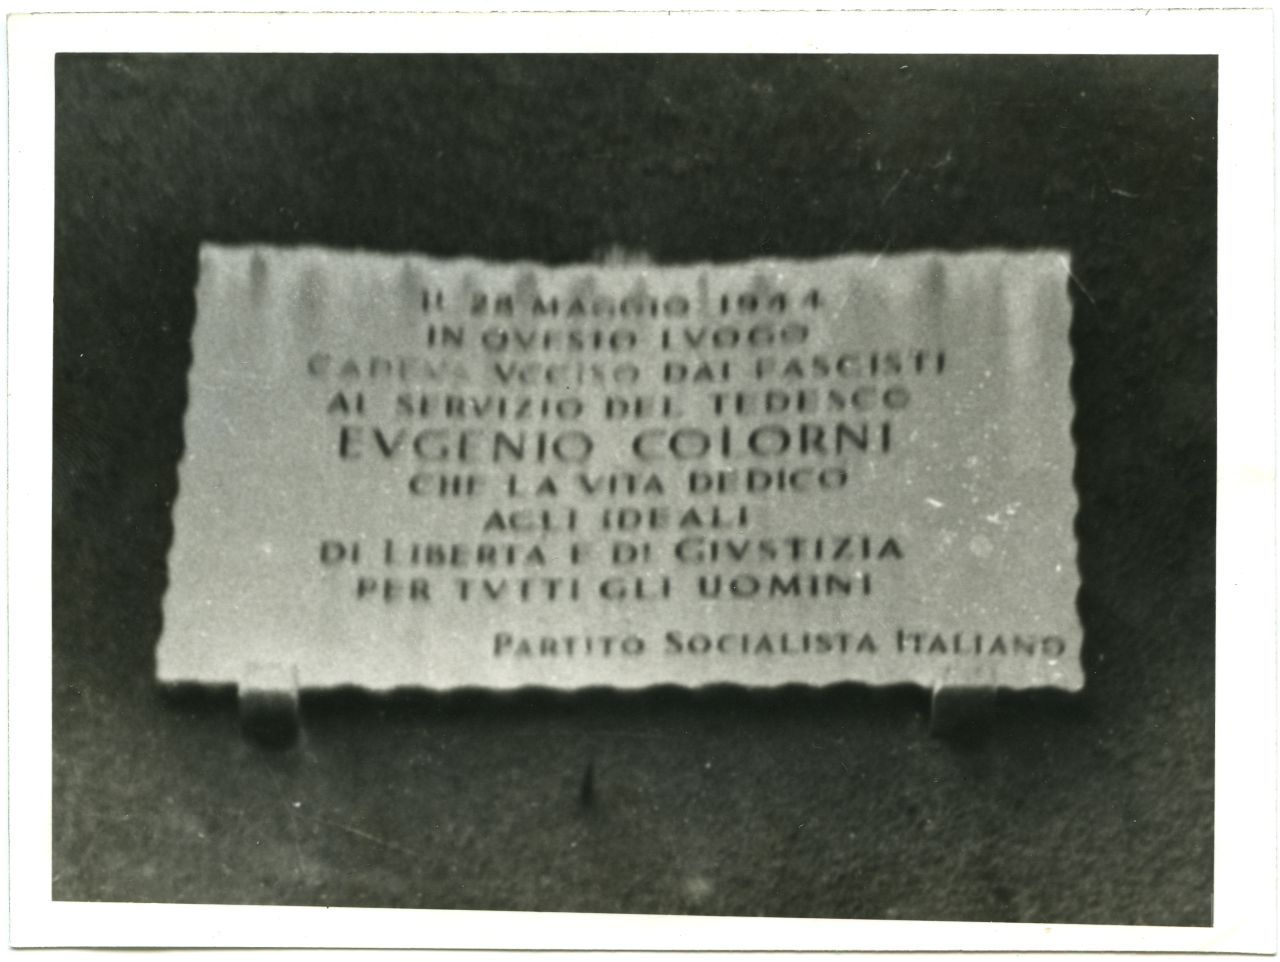 IL 28 MAGGIO 1944
IN QVESTO LVOGO
CADEVA VCCISO DAI FASCISTI
AL SERVIZIO DEL TEDESCO
EVGENIO COLORNI
CHE LA VITA DEDICO
AGLI IDEALI
DI LIBERTA E DI GIVSTIZIA
PER TVTTI GLI UOMINI
PARTITO SOCIALISTA ITALIANO